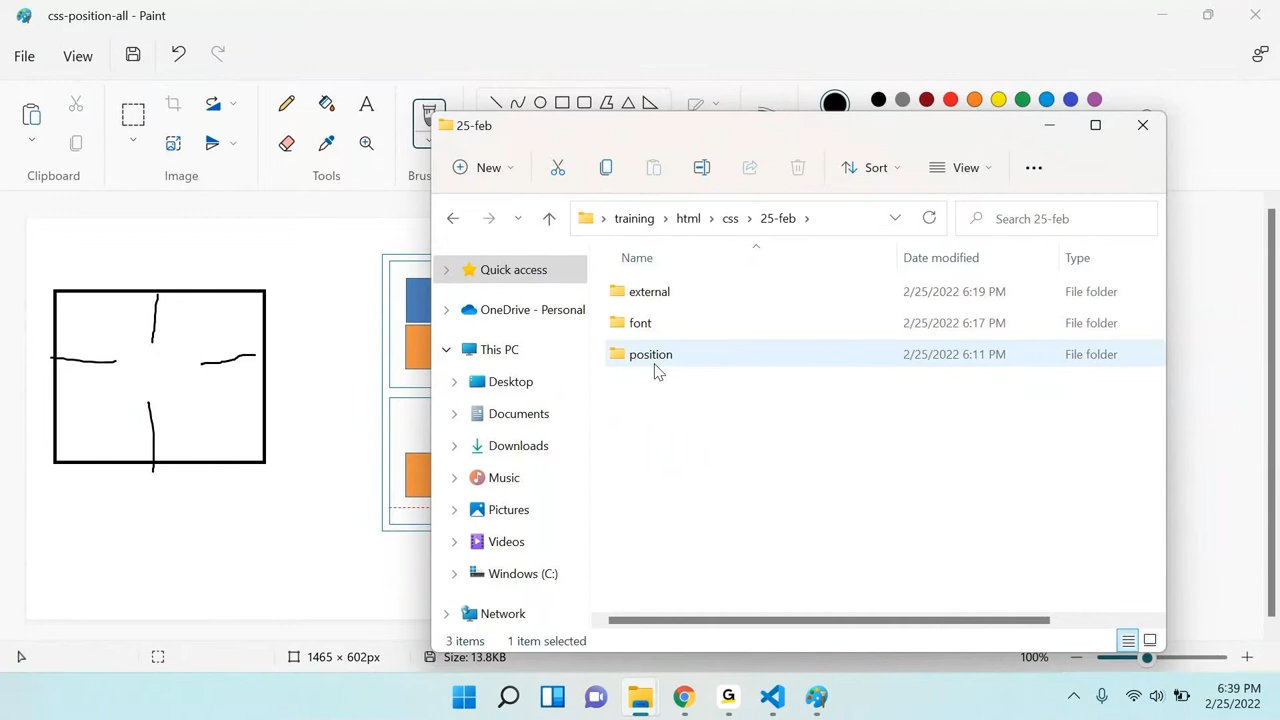 css-position-all - Paint
File
View
Clipboard
Image
Tools
Brus
25-feb
New
Sort
View
training
html
css
25-feb
Search 25-feb
Name
Date modified
Type
Quick access
OneDrive - Personal
This PC
Desktop
Documents
Downloads
Music
Pictures
Videos
Windows (C:)
Network
external 2/25/2022 6:19 PM File folder
font 2/25/2022 6:17 PM File folder
position 2/25/2022 6:11 PM File folder
3 items 1 item selected
1465 × 602px
Size: 13.8KB
100%
G
6:39 PM
2/25/2022